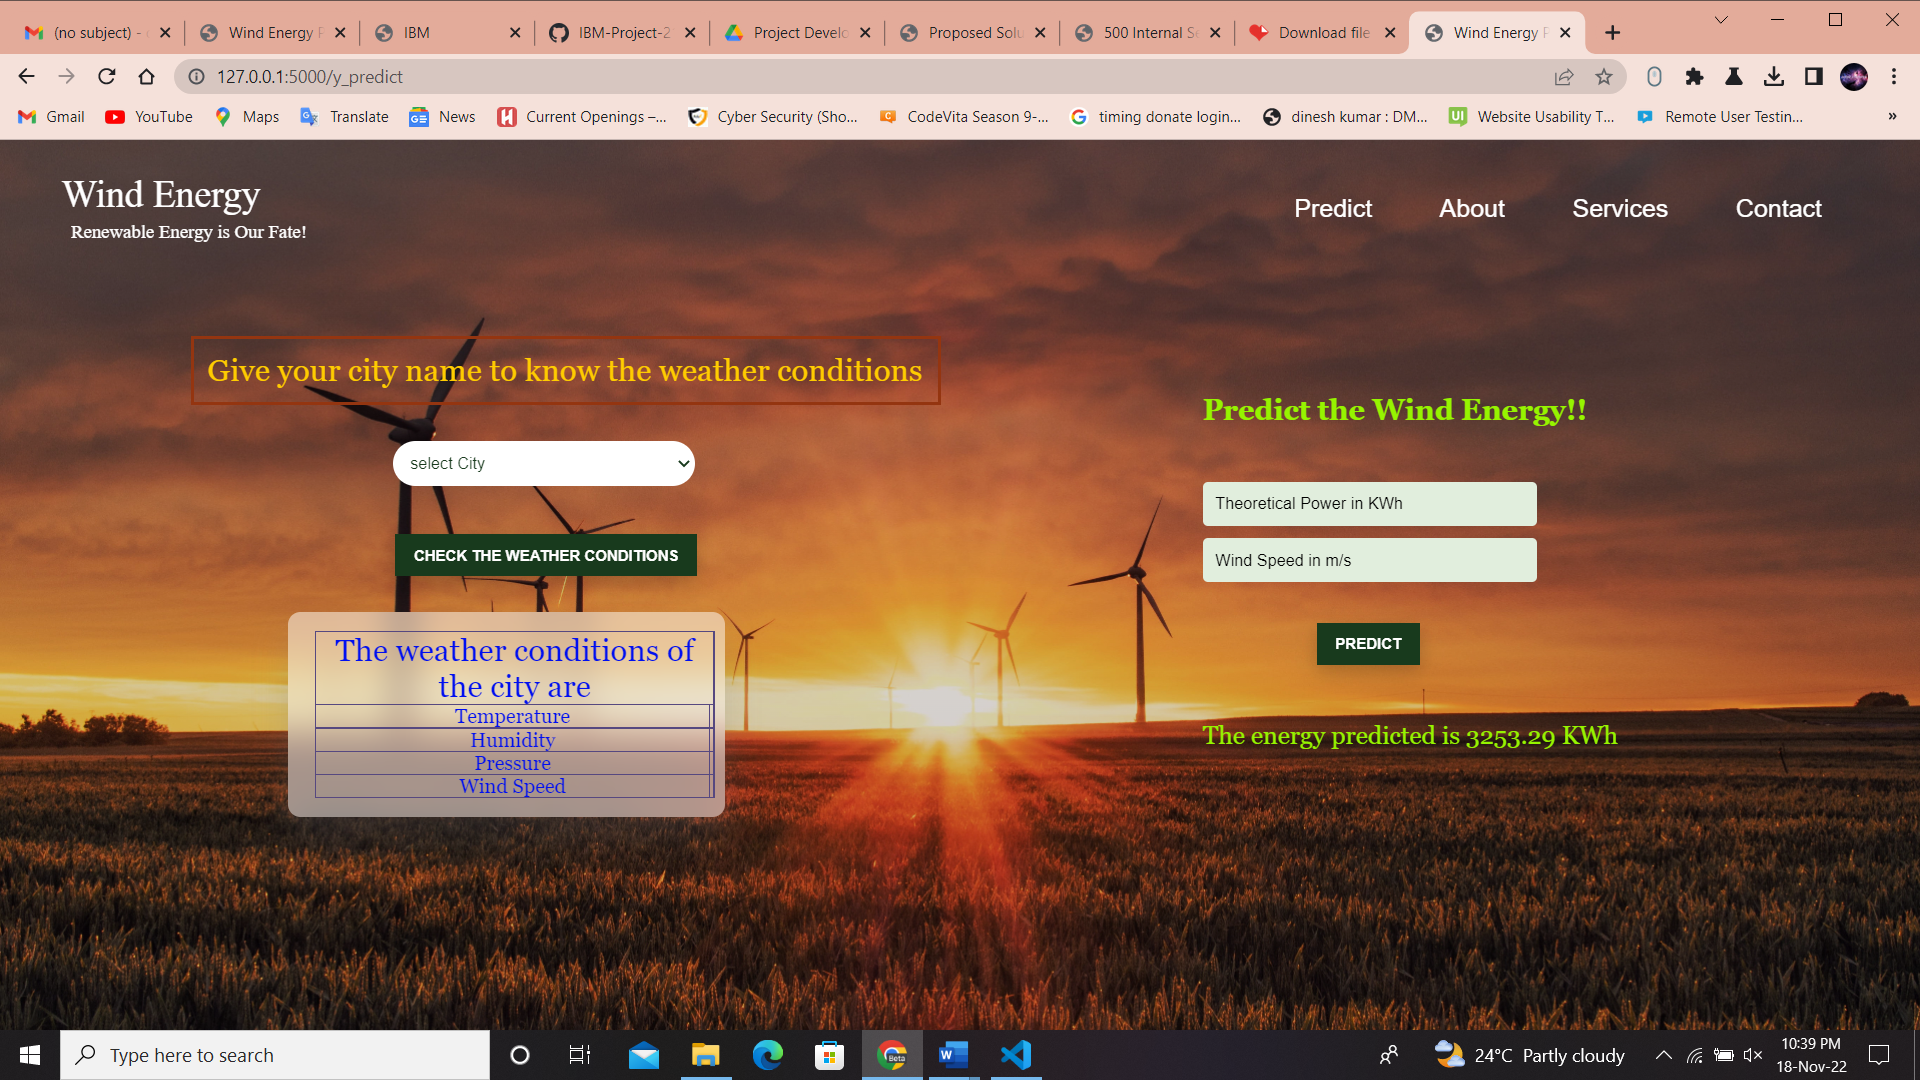 (no subject) -
Wind Energy P
IBM
IBM-Project-2
Project Develo
Proposed Solu
500 Internal Se
Download file
Wind Energy P
127.0.0.1:5000/y_predict
Gmail
YouTube
Maps
Translate
News
Current Openings –...
Cyber Security (Sho...
CodeVita Season 9-...
timing donate login...
dinesh kumar : DM...
Website Usability T...
Remote User Testin...
»
Wind Energy
Renewable Energy is Our Fate!
Predict
About
Services
Contact
Give your city name to know the weather conditions
select City
CHECK THE WEATHER CONDITIONS
The weather conditions of
the city are
Temperature
Humidity
Pressure
Wind Speed
Predict the Wind Energy!!
Theoretical Power in KWh
Wind Speed in m/s
PREDICT
The energy predicted is 3253.29 KWh
Type here to search
Beta
24°C Partly cloudy
10:39 PM
18-Nov-22